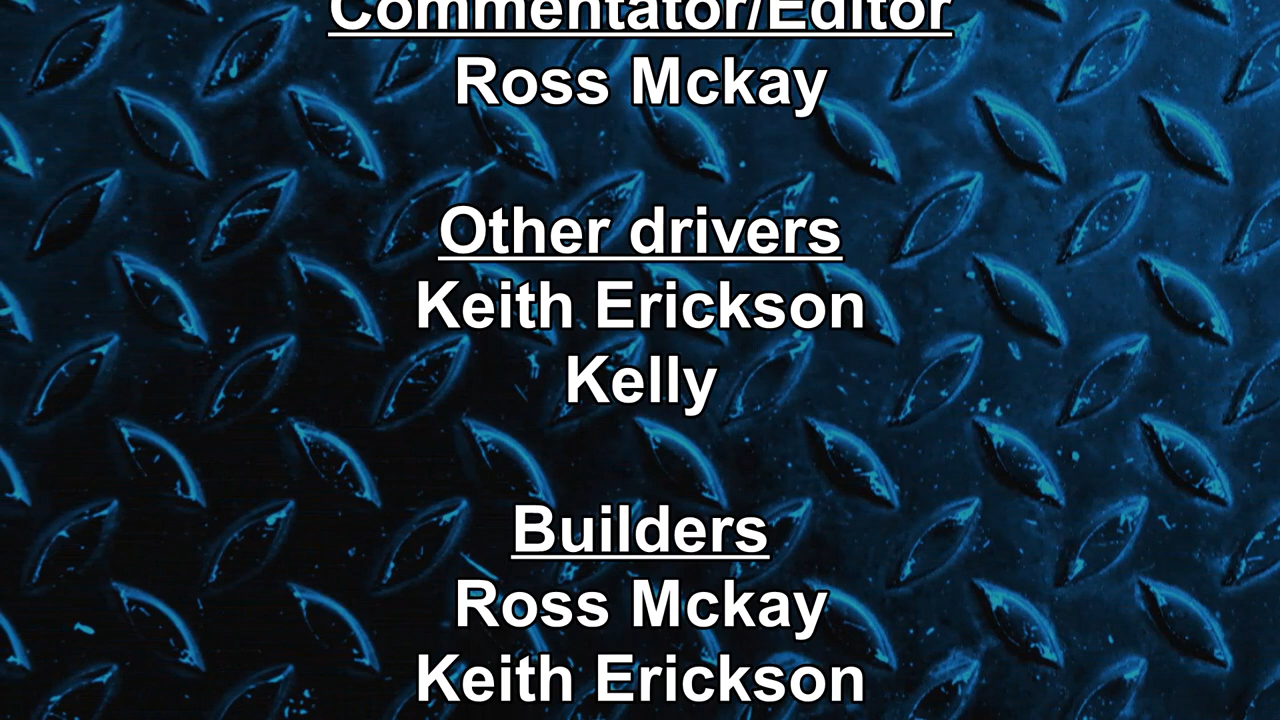 Commentator/Editor
Ross Mckay
Other drivers
Keith Erickson
Kelly
Builders
Ross Mckay
Keith Erickson